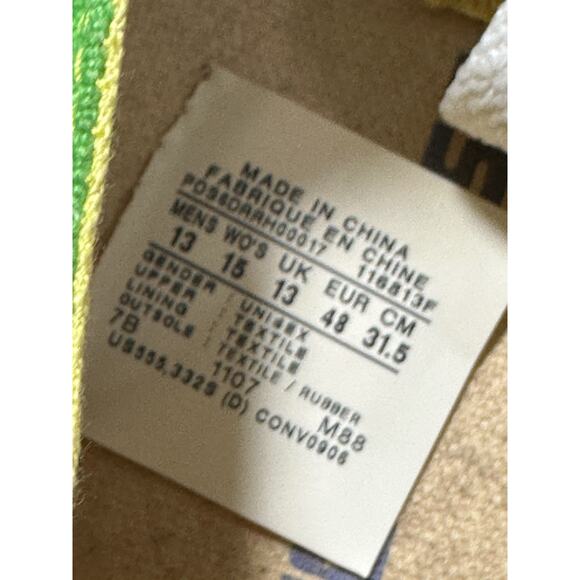 MADE IN CHINA
FABRIQUE EN CHINE
PDS6DRRH00017 116813F
MENS WO'S UK EUR CM
13 15 13 48 31.5
GENDER UNISEX
UPPER TEXTILE
LINING TEXTILE
OUTSOLE TEXTILE / RUBBER
7B 1107 M88
US555,332S (D) CONV0906